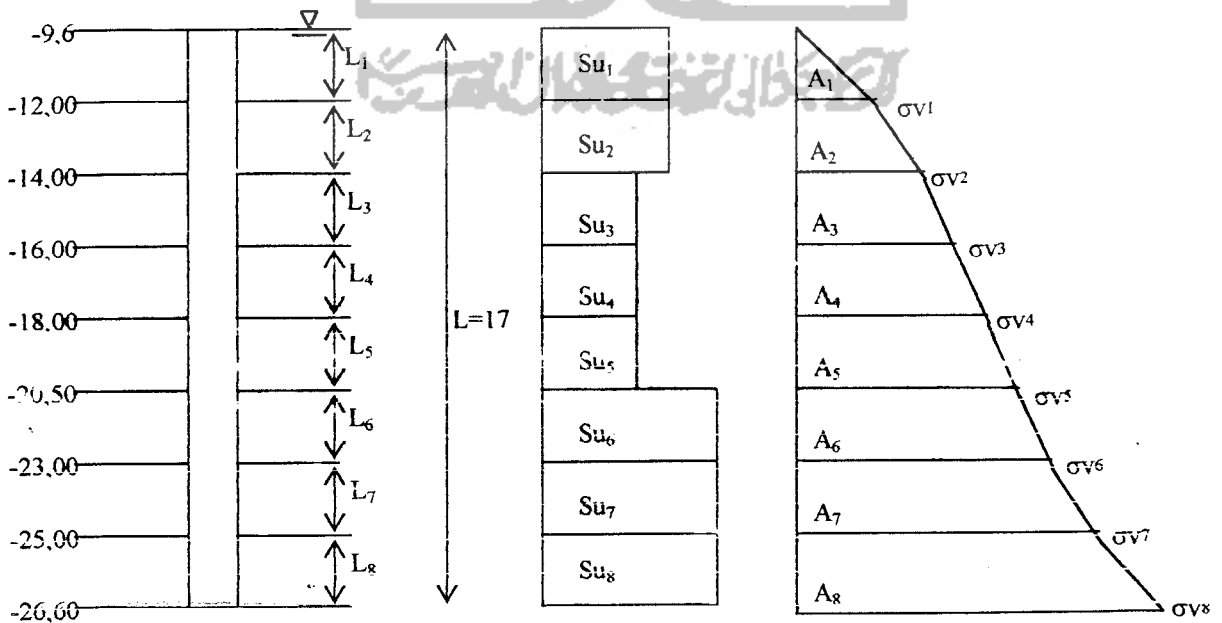 -9,6
-12,00
-14,00
-16,00
-18,00
-20,50
-23,00
-25,00
-26,60
L₁
L₂
L₃
L₄
L₅
L₆
L₇
L₈
L=17
Su₁
Su₂
Su₃
Su₄
Su₅
Su₆
Su₇
Su₈
A₁
A₂
A₃
A₄
A₅
A₆
A₇
A₈
σv1
σv2
σv3
σv4
σv5
σv6
σv7
σv8